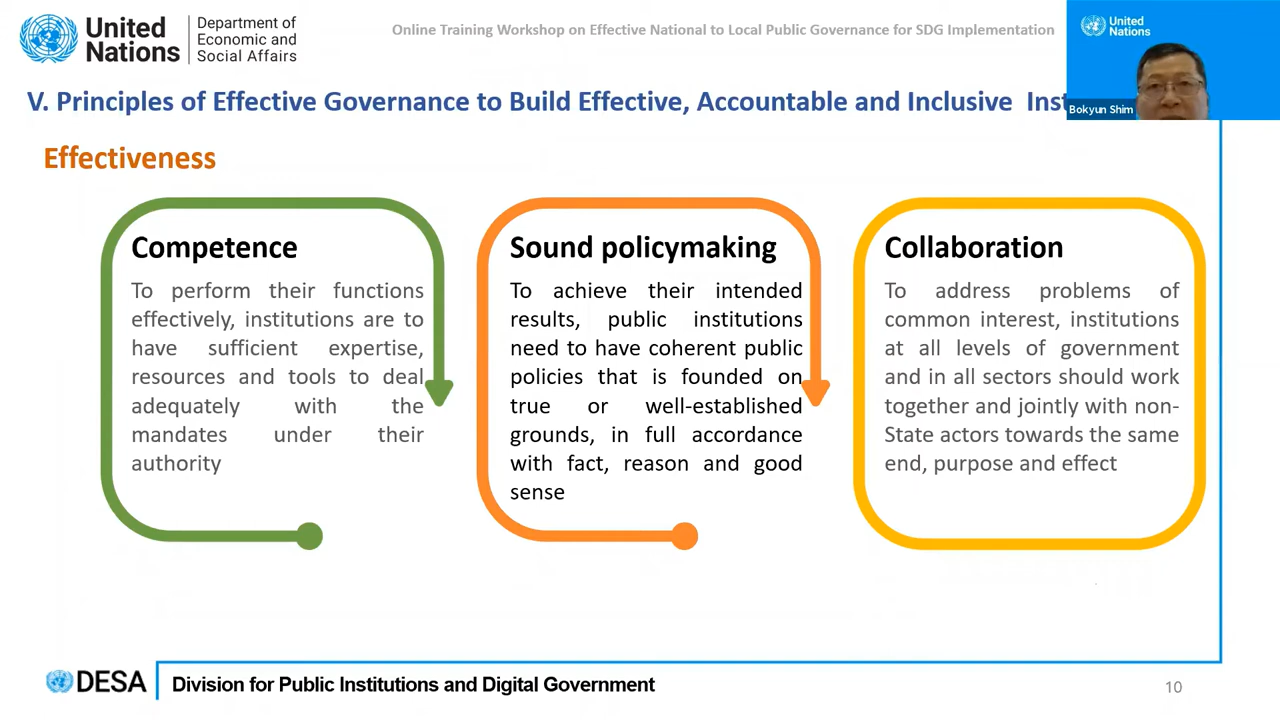 United
Nations
Department of
Economic and
Social Affairs
Online Training Workshop on Effective National to Local Public Governance for SDG Implementation
United
Nations
Bokyun Shim
V. Principles of Effective Governance to Build Effective, Accountable and Inclusive
Effectiveness
Competence
To perform their functions
effectively, institutions are to
have sufficient expertise,
resources and tools to deal
adequately with the
mandates under their
authority
Sound policymaking
To achieve their intended
results, public institutions
need to have coherent public
policies that is founded on
true or well-established
grounds, in full accordance
with fact, reason and good
sense
Collaboration
To address problems of
common interest, institutions
at all levels of government
and in all sectors should work
together and jointly with non-
State actors towards the same
end, purpose and effect
DESA
Division for Public Institutions and Digital Government
10